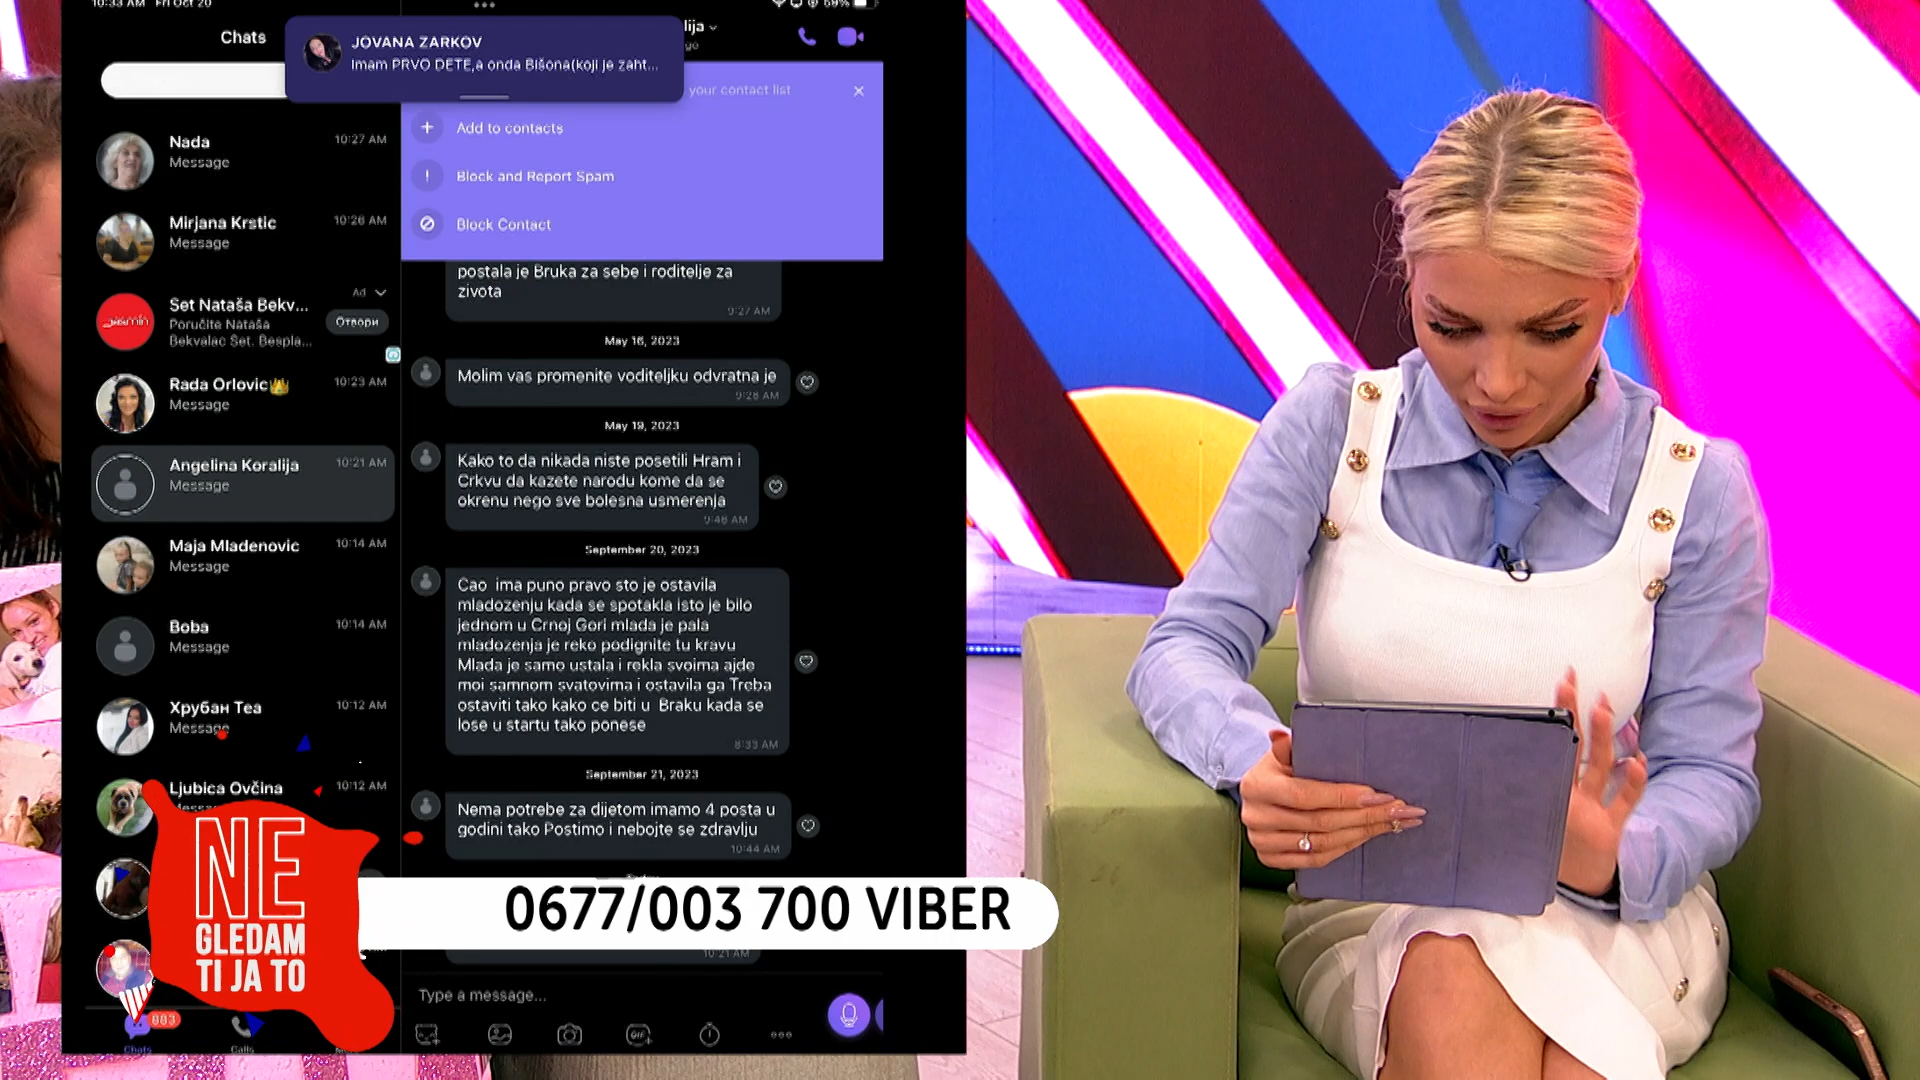 10:33 AM Fri Oct 20
59%
Chats
JOVANA ZARKOV
Imam PRVO DETE,a onda Bišona(koji je zaht...
lija
your contact list
Add to contacts
Block and Report Spam
Block Contact
Nada
10:27 AM
Message
Mirjana Krstic
10:26 AM
Message
Set Nataša Bekv...
Ad
Poručite Nataša
Bekvalac Set. Bespla...
Отвори
Rada Orlovic
10:23 AM
Message
Angelina Koralija
10:21 AM
Message
Maja Mladenovic
10:14 AM
Message
Boba
10:14 AM
Message
Хрубан Теа
10:12 AM
Message
Ljubica Ovčina
10:12 AM
883
Chats
Calls
postala je Bruka za sebe i roditelje za
zivota
9:27 AM
May 16, 2023
Molim vas promenite voditeljku odvratna je
9:28 AM
May 19, 2023
Kako to da nikada niste posetili Hram i
Crkvu da kazete narodu kome da se
okrenu nego sve bolesna usmerenja
9:46 AM
September 20, 2023
Cao ima puno pravo sto je ostavila
mladozenju kada se spotakla isto je bilo
jednom u Crnoj Gori mlada je pala
mladozenja je reko podignite tu kravu
Mlada je samo ustala i rekla svoima ajde
moi samnom svatovima i ostavila ga Treba
ostaviti tako kako ce biti u Braku kada se
lose u startu tako ponese
8:33 AM
September 21, 2023
Nema potrebe za dijetom imamo 4 posta u
godini tako Postimo i nebojte se zdravlju
10:44 AM
10:21 AM
Type a message...
GIF
NE
GLEDAM
TI JA TO
0677/003 700 VIBER